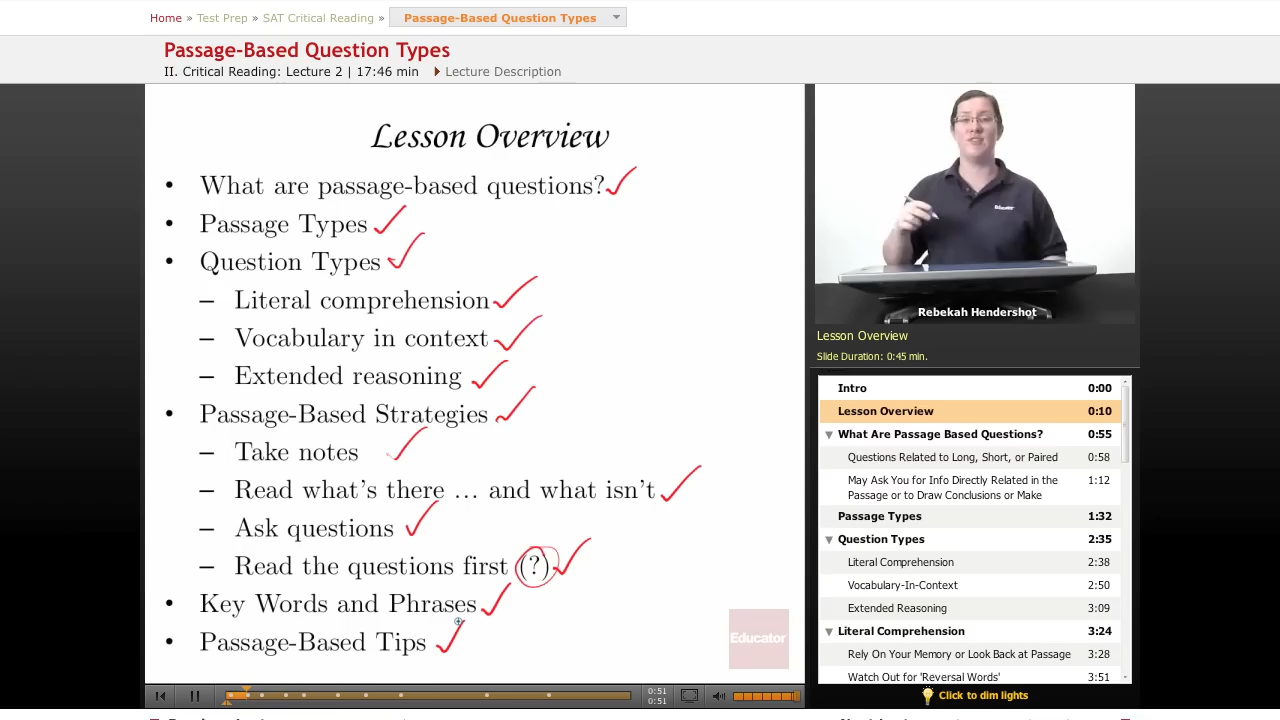 Home » Test Prep » SAT Critical Reading » Passage-Based Question Types
Passage-Based Question Types
II. Critical Reading: Lecture 2 | 17:46 min Lecture Description
Lesson Overview
• What are passage-based questions?
• Passage Types
• Question Types
– Literal comprehension
– Vocabulary in context
– Extended reasoning
• Passage-Based Strategies
– Take notes
– Read what's there … and what isn't
– Ask questions
– Read the questions first (?)
• Key Words and Phrases
• Passage-Based Tips
Educator
0:51
0:51
Rebekah Hendershot
Lesson Overview
Slide Duration: 0:45 min.
Intro 0:00
Lesson Overview 0:10
What Are Passage Based Questions? 0:55
Questions Related to Long, Short, or Paired 0:58
May Ask You for Info Directly Related in the 1:12
Passage or to Draw Conclusions or Make
Passage Types 1:32
Question Types 2:35
Literal Comprehension 2:38
Vocabulary-In-Context 2:50
Extended Reasoning 3:09
Literal Comprehension 3:24
Rely On Your Memory or Look Back at Passage 3:28
Watch Out for 'Reversal Words' 3:51
Click to dim lights